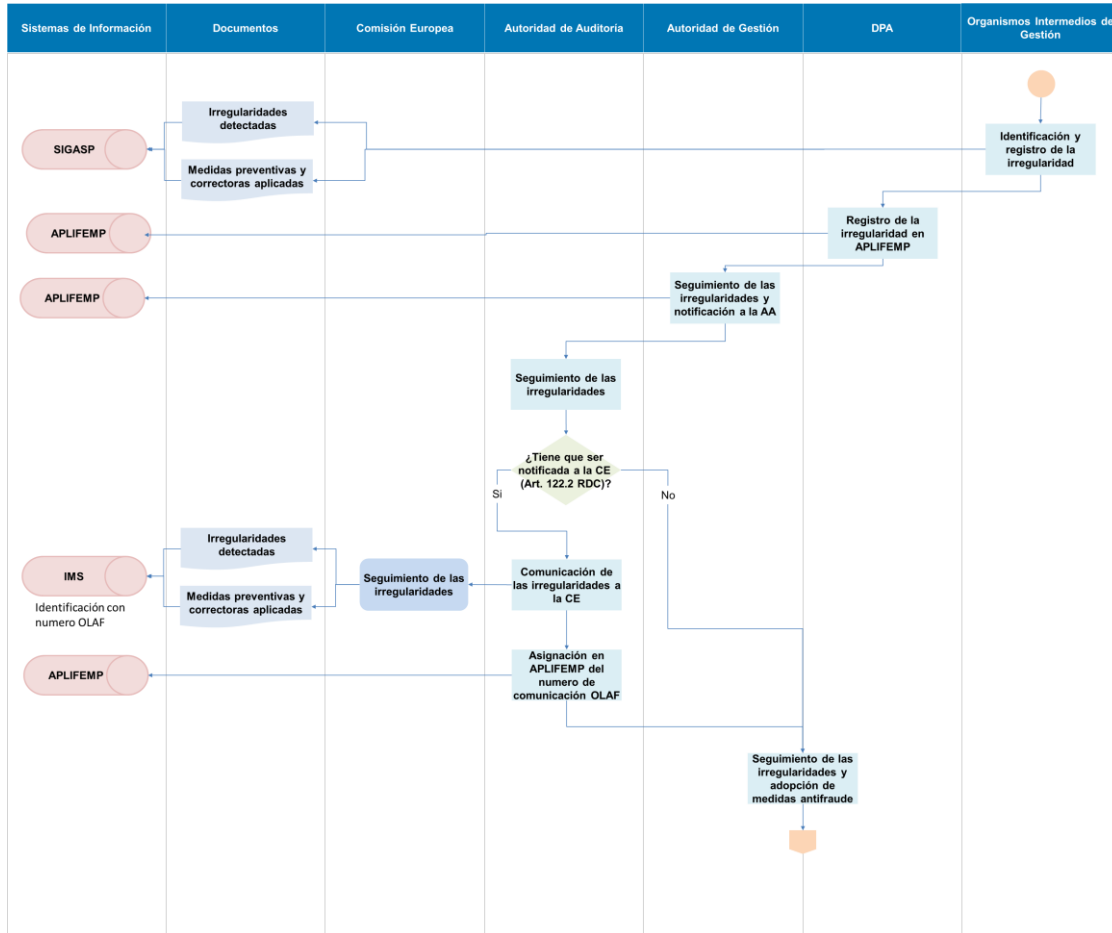 Sistemas de Información
Documentos
Comisión Europea
Autoridad de Auditoría
Autoridad de Gestión
DPA
Organismos Intermedios de
Gestión
Irregularidades
detectadas
SIGASP
Medidas preventivas y
correctoras aplicadas
Identificación y
registro de la
irregularidad
APLIFEMP
Registro de la
irregularidad en
APLIFEMP
APLIFEMP
Seguimiento de las
irregularidades y
notificación a la AA
Seguimiento de las
irregularidades
¿Tiene que ser
notificada a la CE
(Art. 122.2 RDC)?
Si
No
Irregularidades
detectadas
IMS
Identificación con
numero OLAF
Medidas preventivas y
correctoras aplicadas
Seguimiento de las
irregularidades
Comunicación de
las irregularidades a
la CE
APLIFEMP
Asignación en
APLIFEMP del
numero de
comunicación OLAF
Seguimiento de las
irregularidades y
adopción de
medidas antifraude